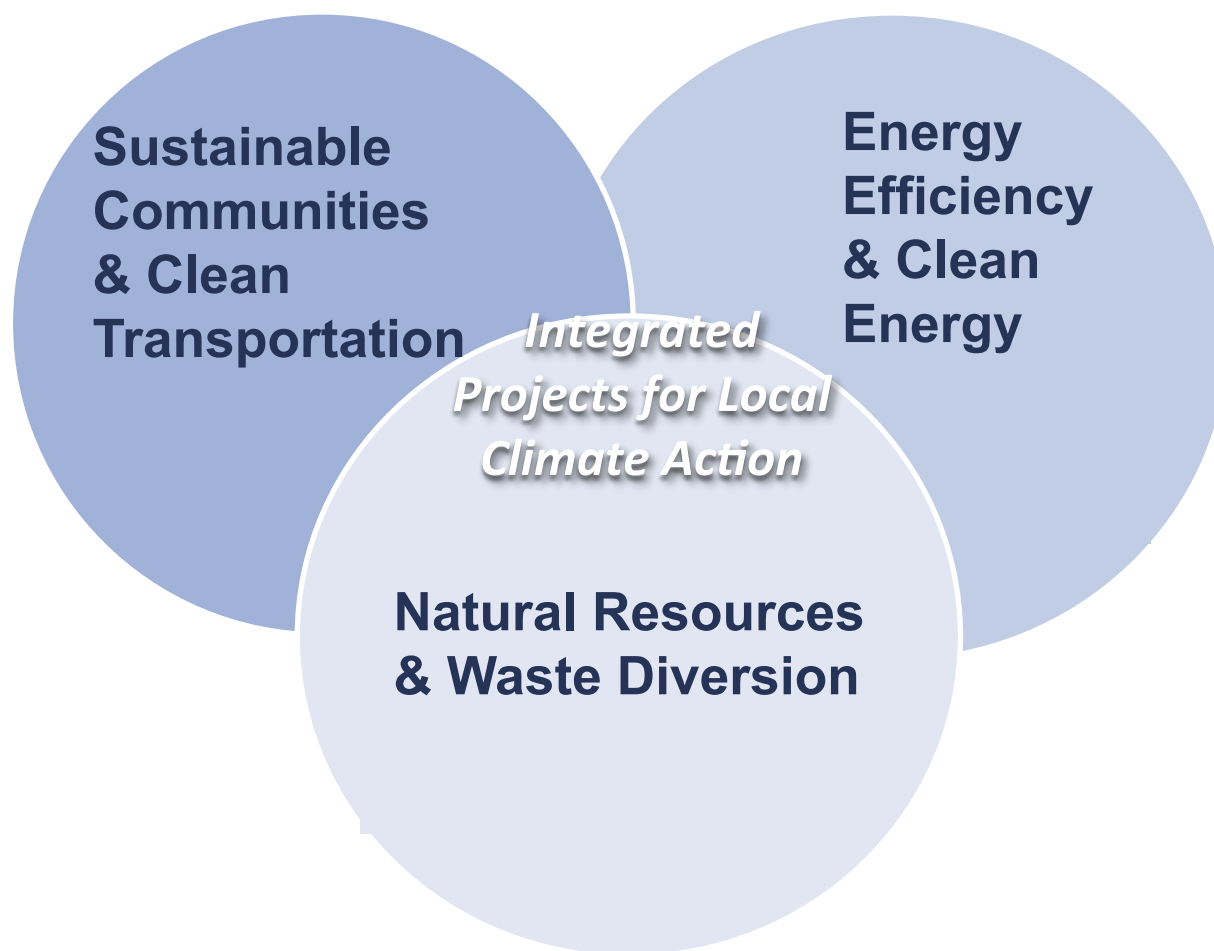 Sustainable
Communities
& Clean
Transportation
Energy
Efficiency
& Clean
Energy
Integrated
Projects for Local
Climate Action
Natural Resources
& Waste Diversion